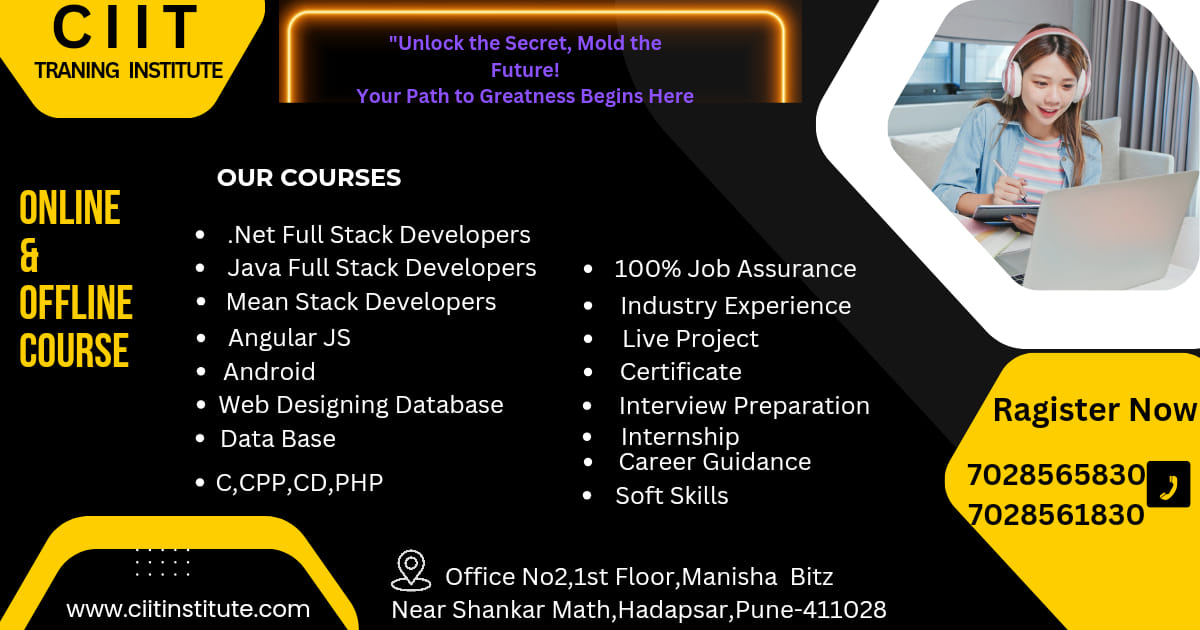 C I I T
TRANING INSTITUTE
"Unlock the Secret, Mold the
Future!
Your Path to Greatness Begins Here
ONLINE
&
OFFLINE
COURSE
OUR COURSES
• .Net Full Stack Developers
• Java Full Stack Developers
• Mean Stack Developers
• Angular JS
• Android
• Web Designing Database
• Data Base
• C,CPP,CD,PHP
• 100% Job Assurance
• Industry Experience
• Live Project
• Certificate
• Interview Preparation
• Internship
• Career Guidance
• Soft Skills
Ragister Now
7028565830
7028561830
www.ciitinstitute.com
Office No2,1st Floor,Manisha Bitz
Near Shankar Math,Hadapsar,Pune-411028